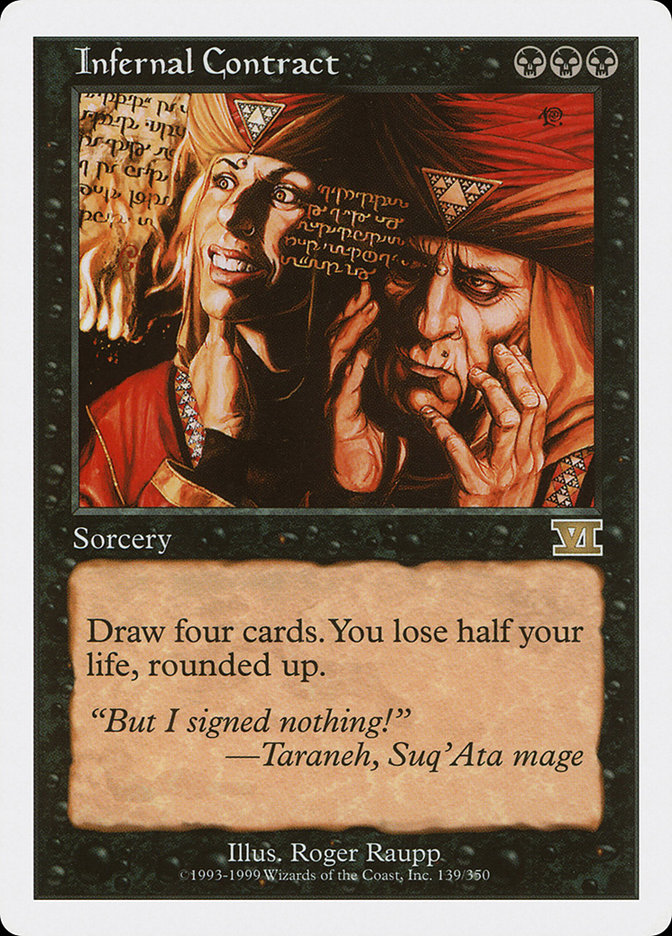 Infernal Contract
Sorcery
VI
Draw four cards. You lose half your
life, rounded up.
“But I signed nothing!”
—Taraneh, Suq’Ata mage
Illus. Roger Raupp
©1993-1999 Wizards of the Coast, Inc. 139/350